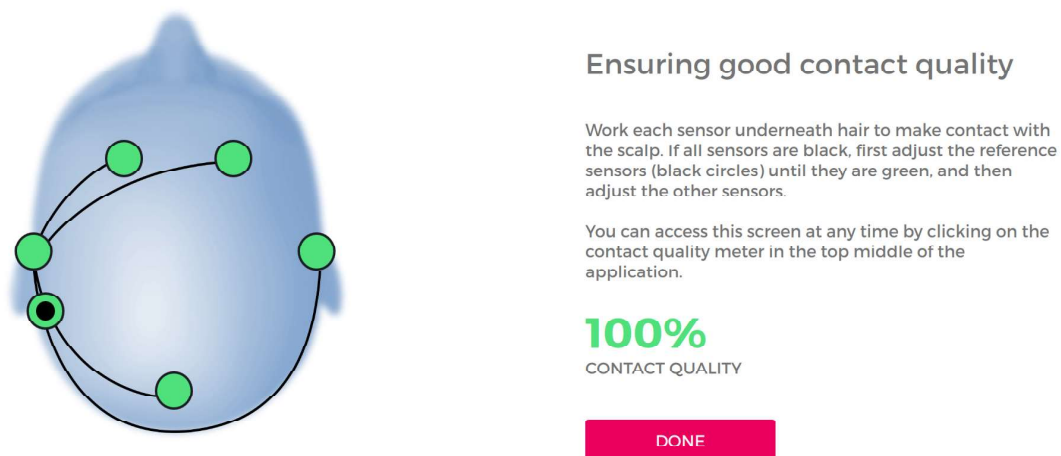 Ensuring good contact quality
Work each sensor underneath hair to make contact with
the scalp. If all sensors are black, first adjust the reference
sensors (black circles) until they are green, and then
adjust the other sensors.
You can access this screen at any time by clicking on the
contact quality meter in the top middle of the
application.
100%
CONTACT QUALITY
DONE